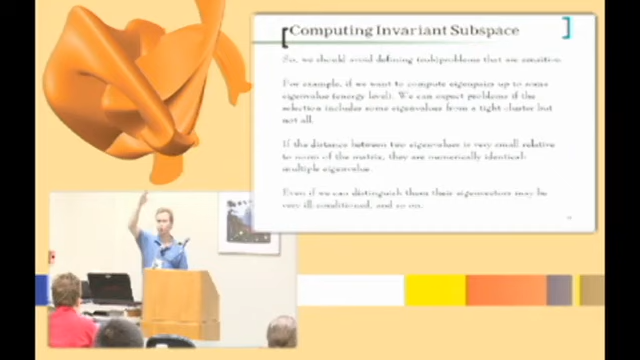 Computing Invariant Subspace
So, we should avoid defining (sub)problems that are sensitive.
For example, if we want to compute eigenpairs up to some
eigenvalue (energy level). We can expect problems if the
selection includes some eigenvalues from a tight cluster but
not all.
If the distance between two eigenvalues is very small relative
to norm of the matrix, they are numerically identical:
multiple eigenvalue.
Even if we can distinguish them their eigenvectors may be
very ill-conditioned, and so on.